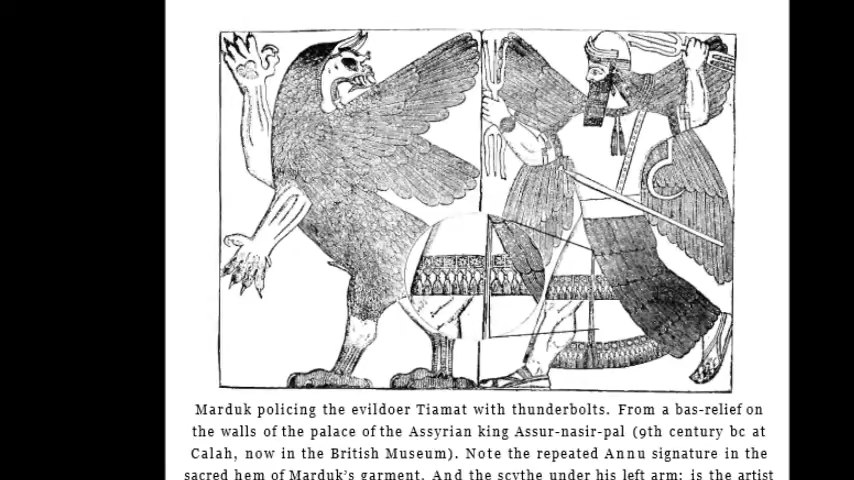 Marduk policing the evildoer Tiamat with thunderbolts. From a bas-relief on
the walls of the palace of the Assyrian king Assur-nasir-pal (9th century bc at
Calah, now in the British Museum). Note the repeated Annu signature in the
sacred hem of Marduk's garment. And the scythe under his left arm: is the artist